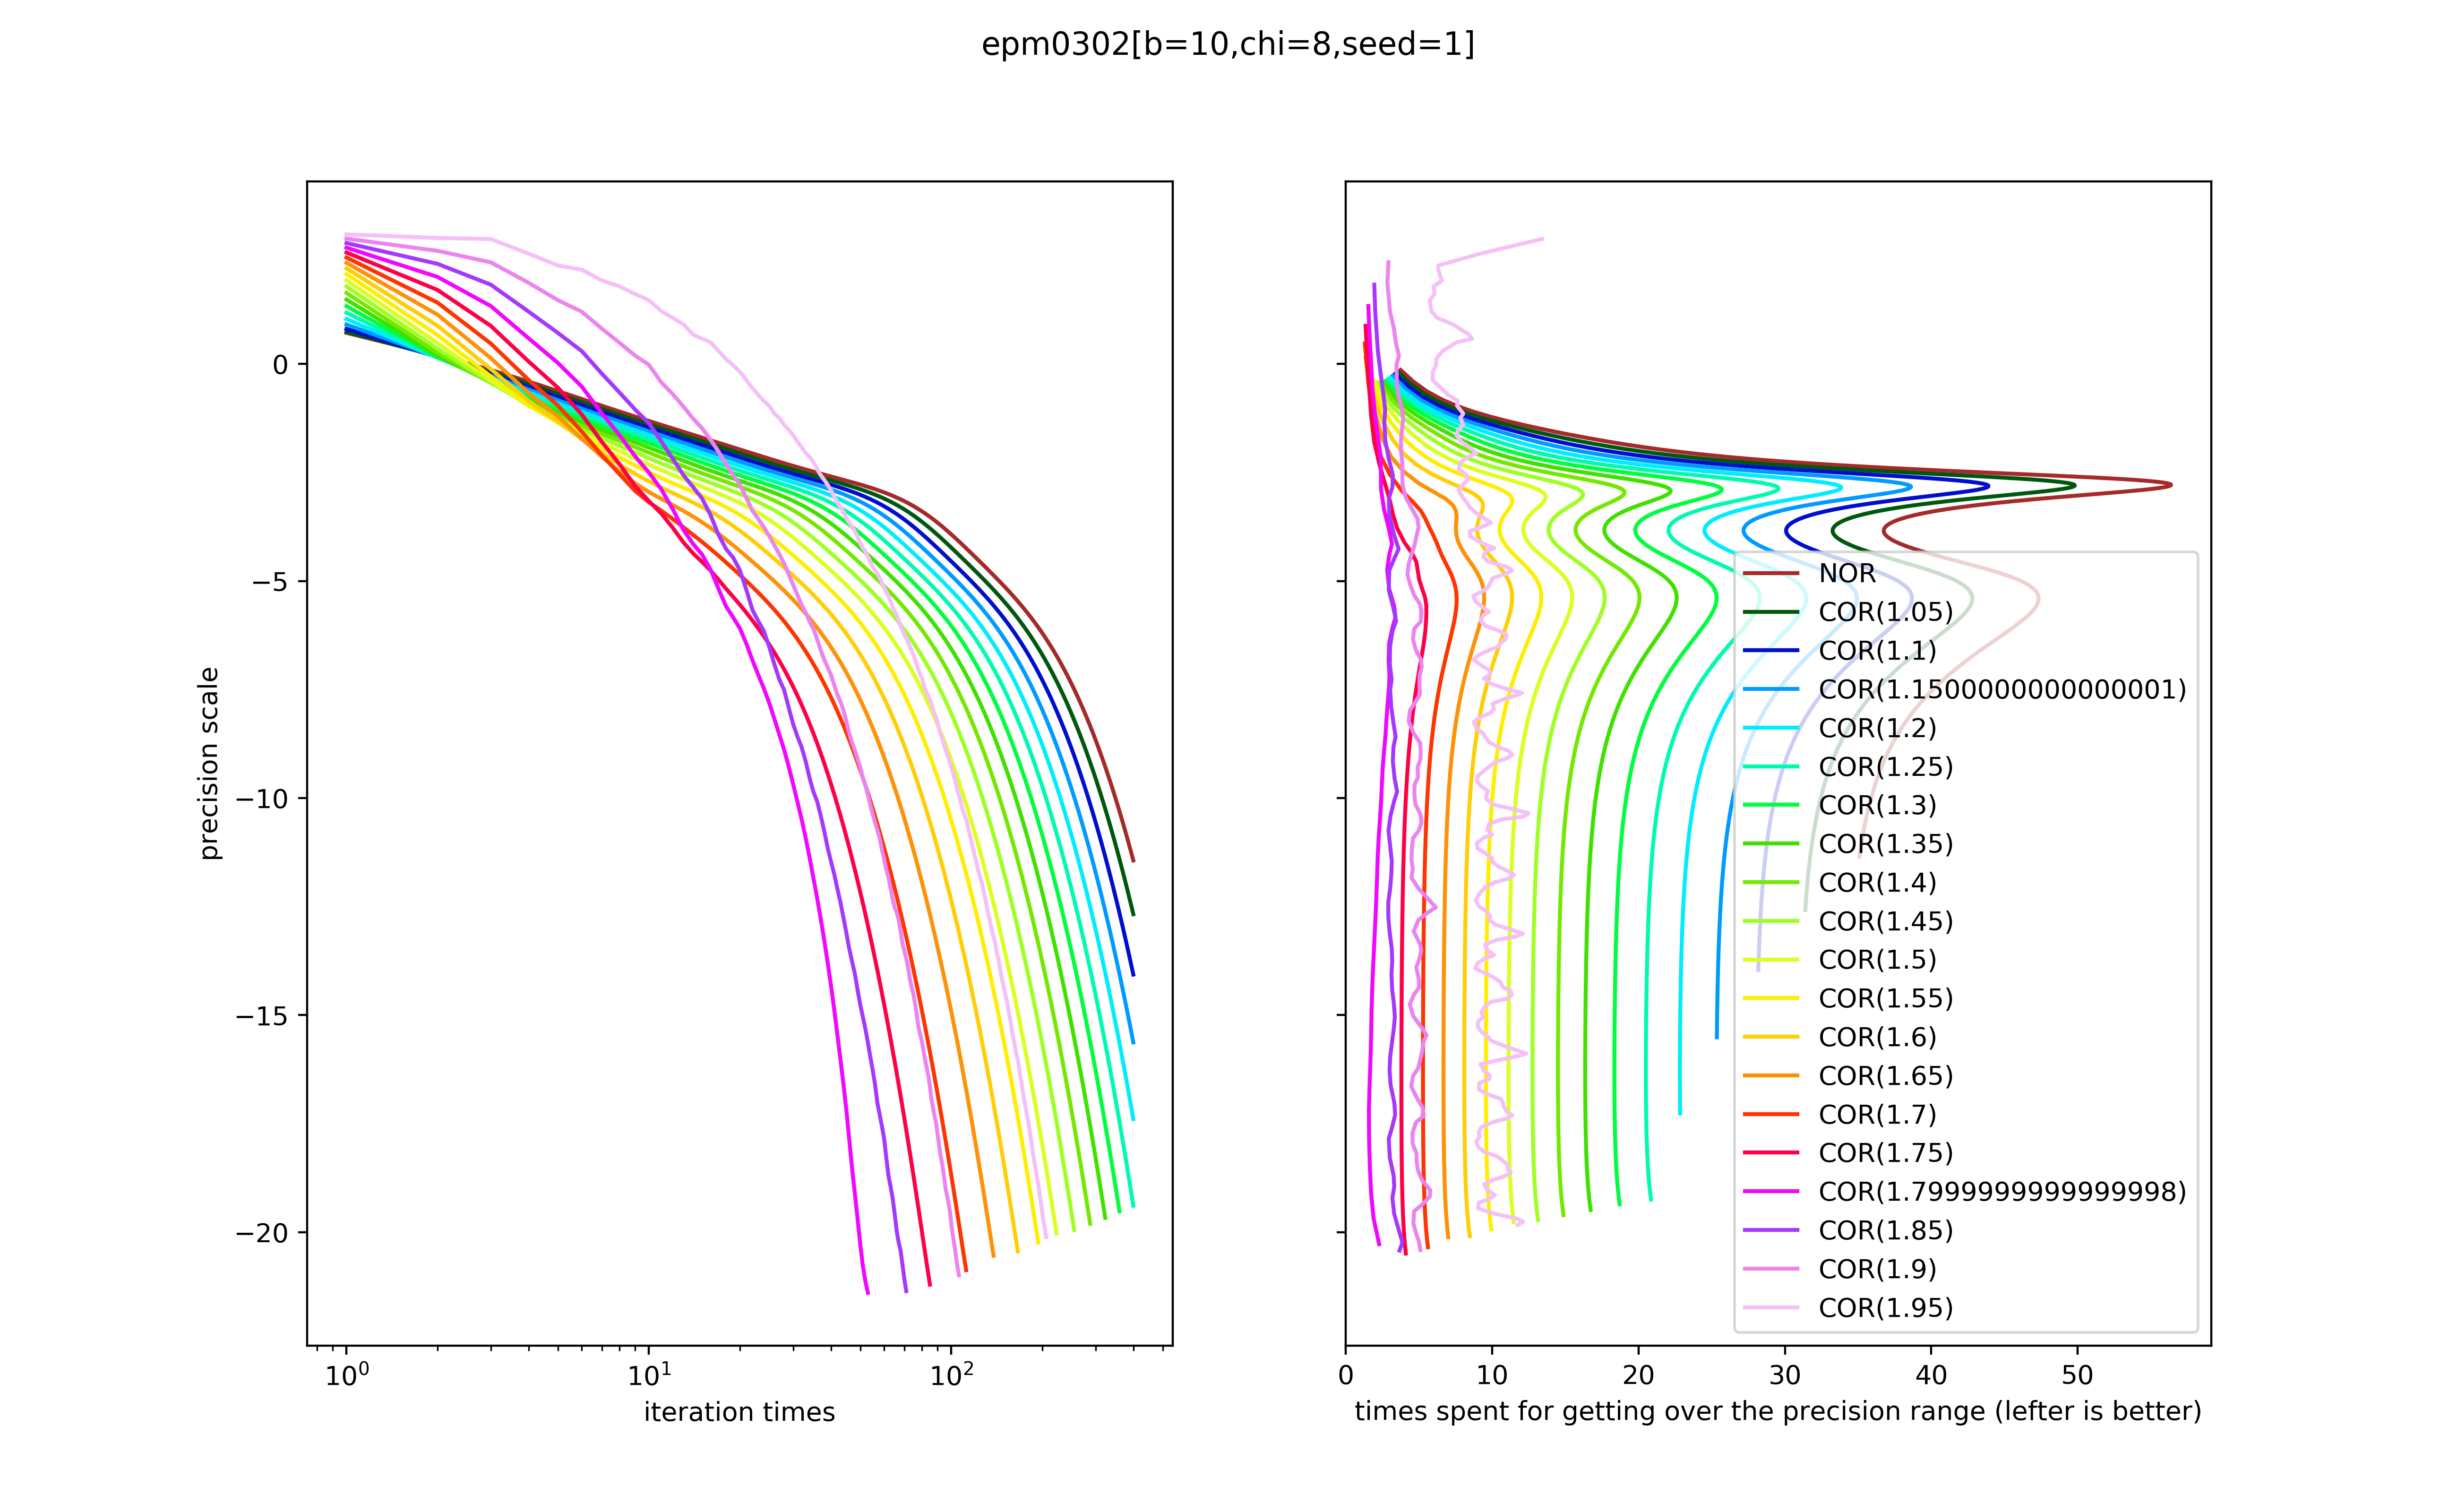 epm0302[b=10,chi=8,seed=1]
precision scale
0
−5
−10
−15
−20
10⁰ 10¹ 10²
iteration times
0 10 20 30 40 50
times spent for getting over the precision range (lefter is better)
NOR
COR(1.05)
COR(1.1)
COR(1.1500000000000001)
COR(1.2)
COR(1.25)
COR(1.3)
COR(1.35)
COR(1.4)
COR(1.45)
COR(1.5)
COR(1.55)
COR(1.6)
COR(1.65)
COR(1.7)
COR(1.75)
COR(1.7999999999999998)
COR(1.85)
COR(1.9)
COR(1.95)